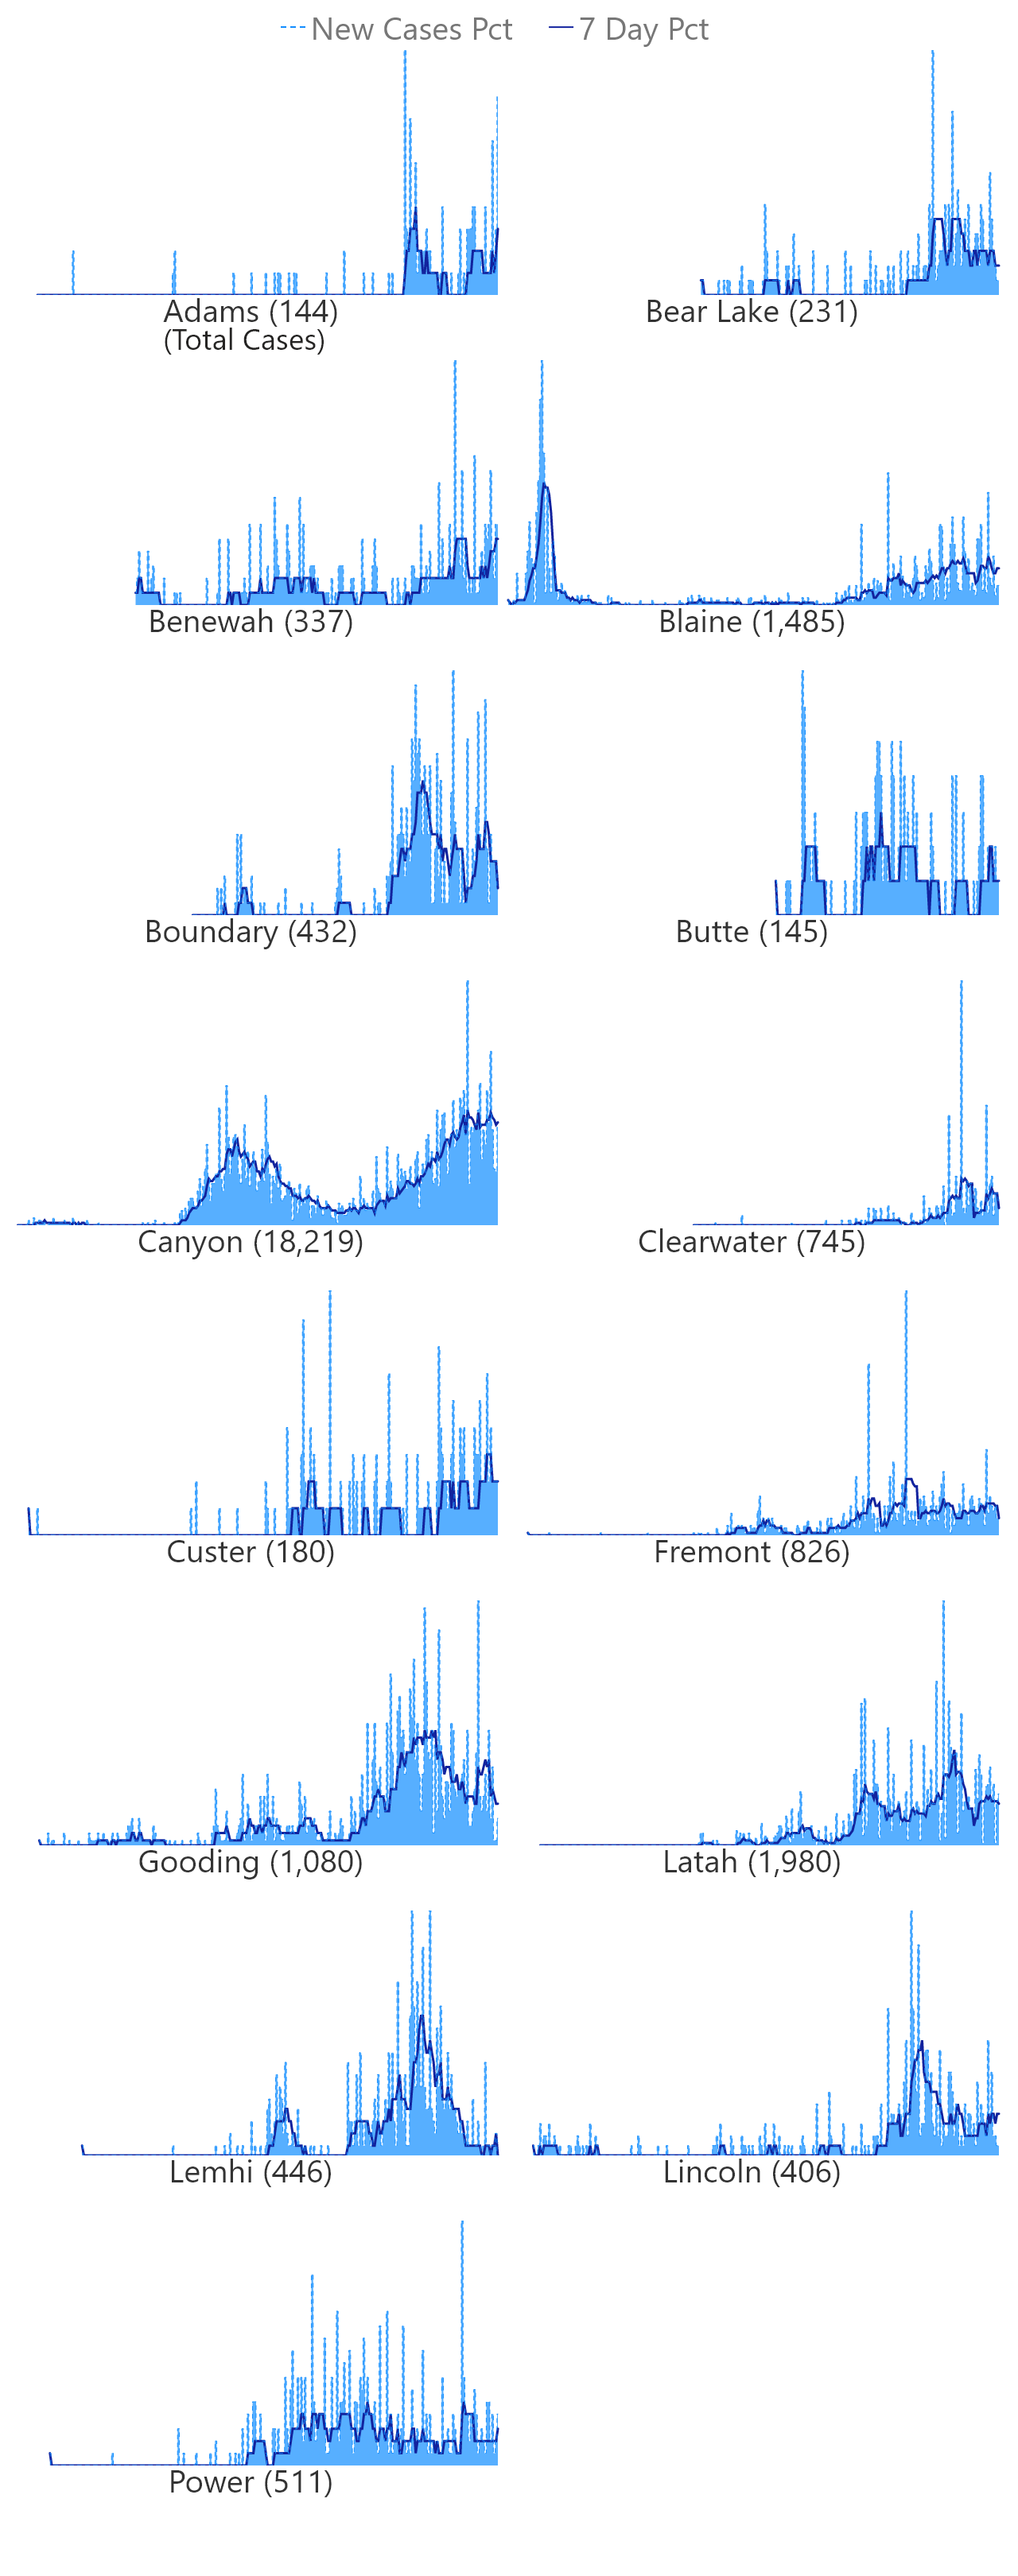 New Cases Pct 7 Day Pct
Adams (144)
(Total Cases)
Bear Lake (231)
Benewah (337)
Blaine (1,485)
Boundary (432)
Butte (145)
Canyon (18,219)
Clearwater (745)
Custer (180)
Fremont (826)
Gooding (1,080)
Latah (1,980)
Lemhi (446)
Lincoln (406)
Power (511)